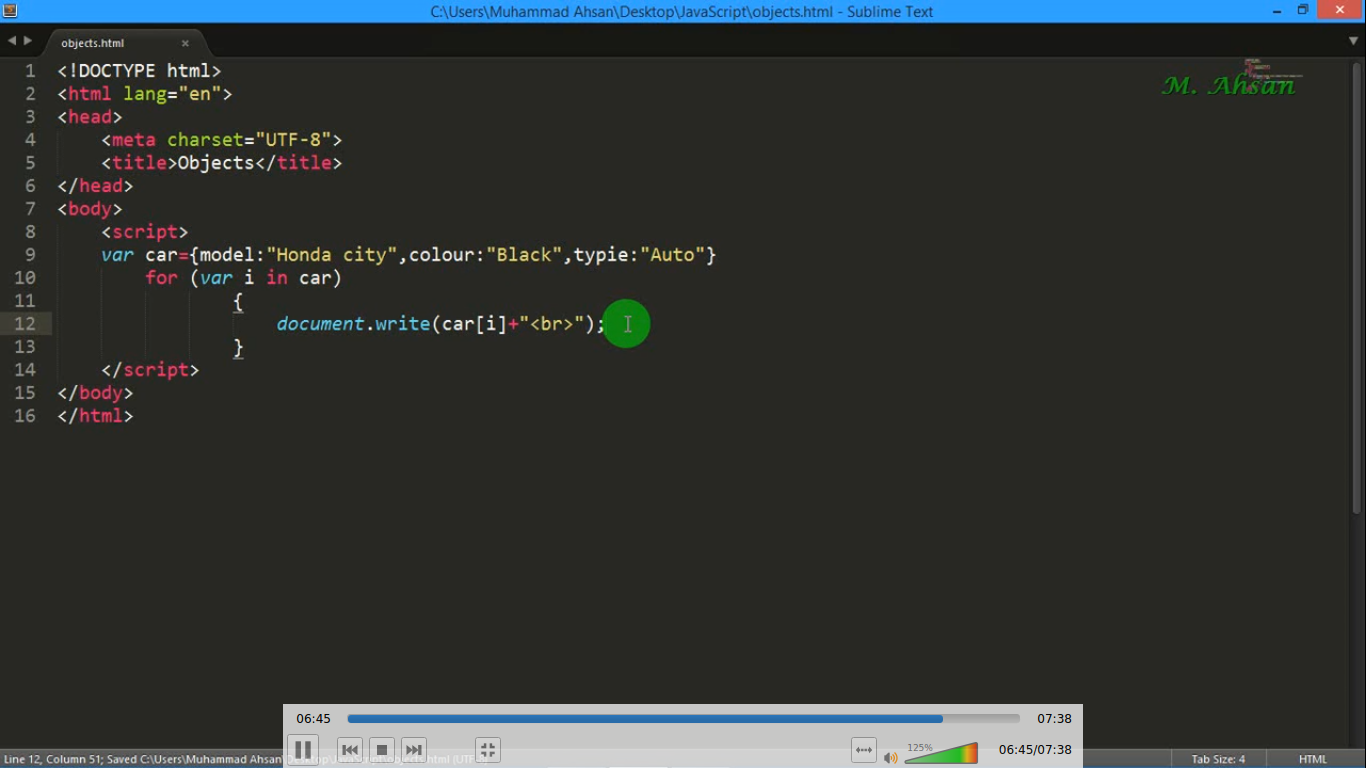 C:\Users\Muhammad Ahsan\Desktop\JavaScript\objects.html - Sublime Text
objects.html
M. Ahsan
1 <!DOCTYPE html>
2 <html lang="en">
3 <head>
4 <meta charset="UTF-8">
5 <title>Objects</title>
6 </head>
7 <body>
8 <script>
9 var car={model:"Honda city",colour:"Black",typie:"Auto"}
10 for (var i in car)
11 {
12 document.write(car[i]+"<br>");
13 }
14 </script>
15 </body>
16 </html>
06:45 07:38
125% 06:45/07:38
Line 12, Column 51; Saved C:\Users\Muhammad Ahsan\Desktop\JavaScript\objects.html (UTF-8) Tab Size: 4 HTML